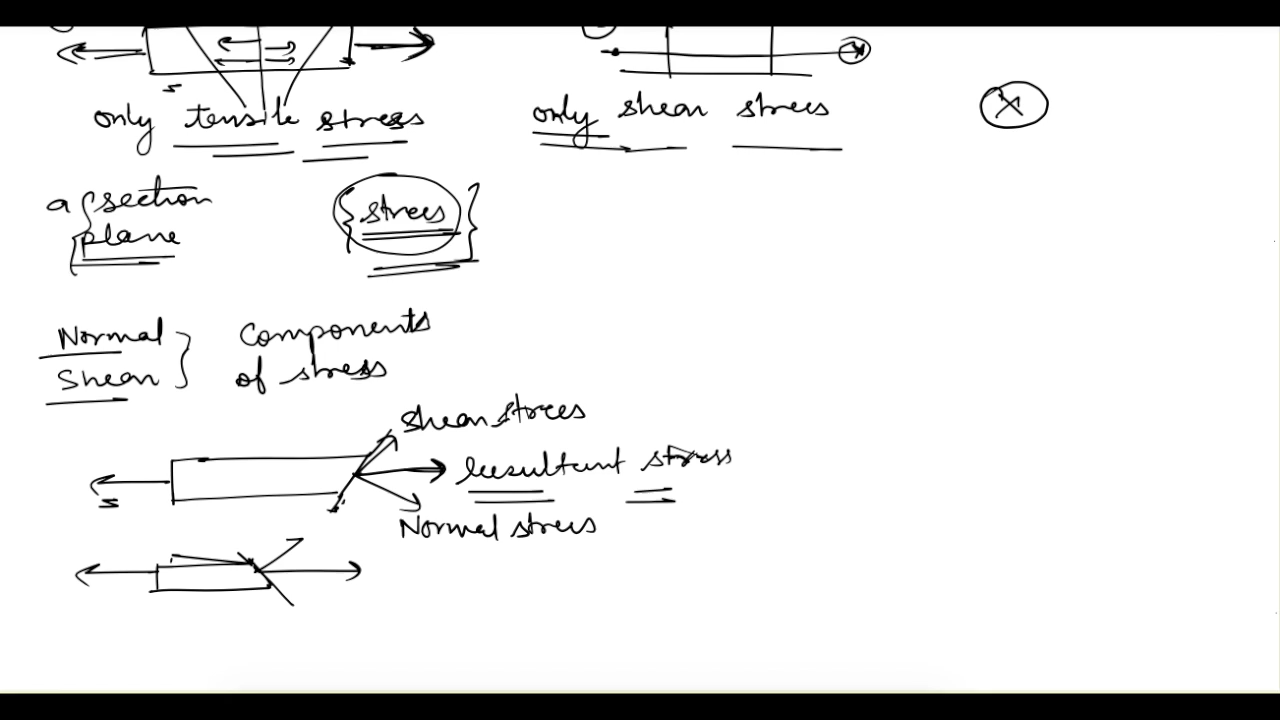 only tensile stress
only shear stress
X
a { section
plane
{ stress }
Normal
Shear
} Components
of stress
Shear stress
resultant stress
Normal stress